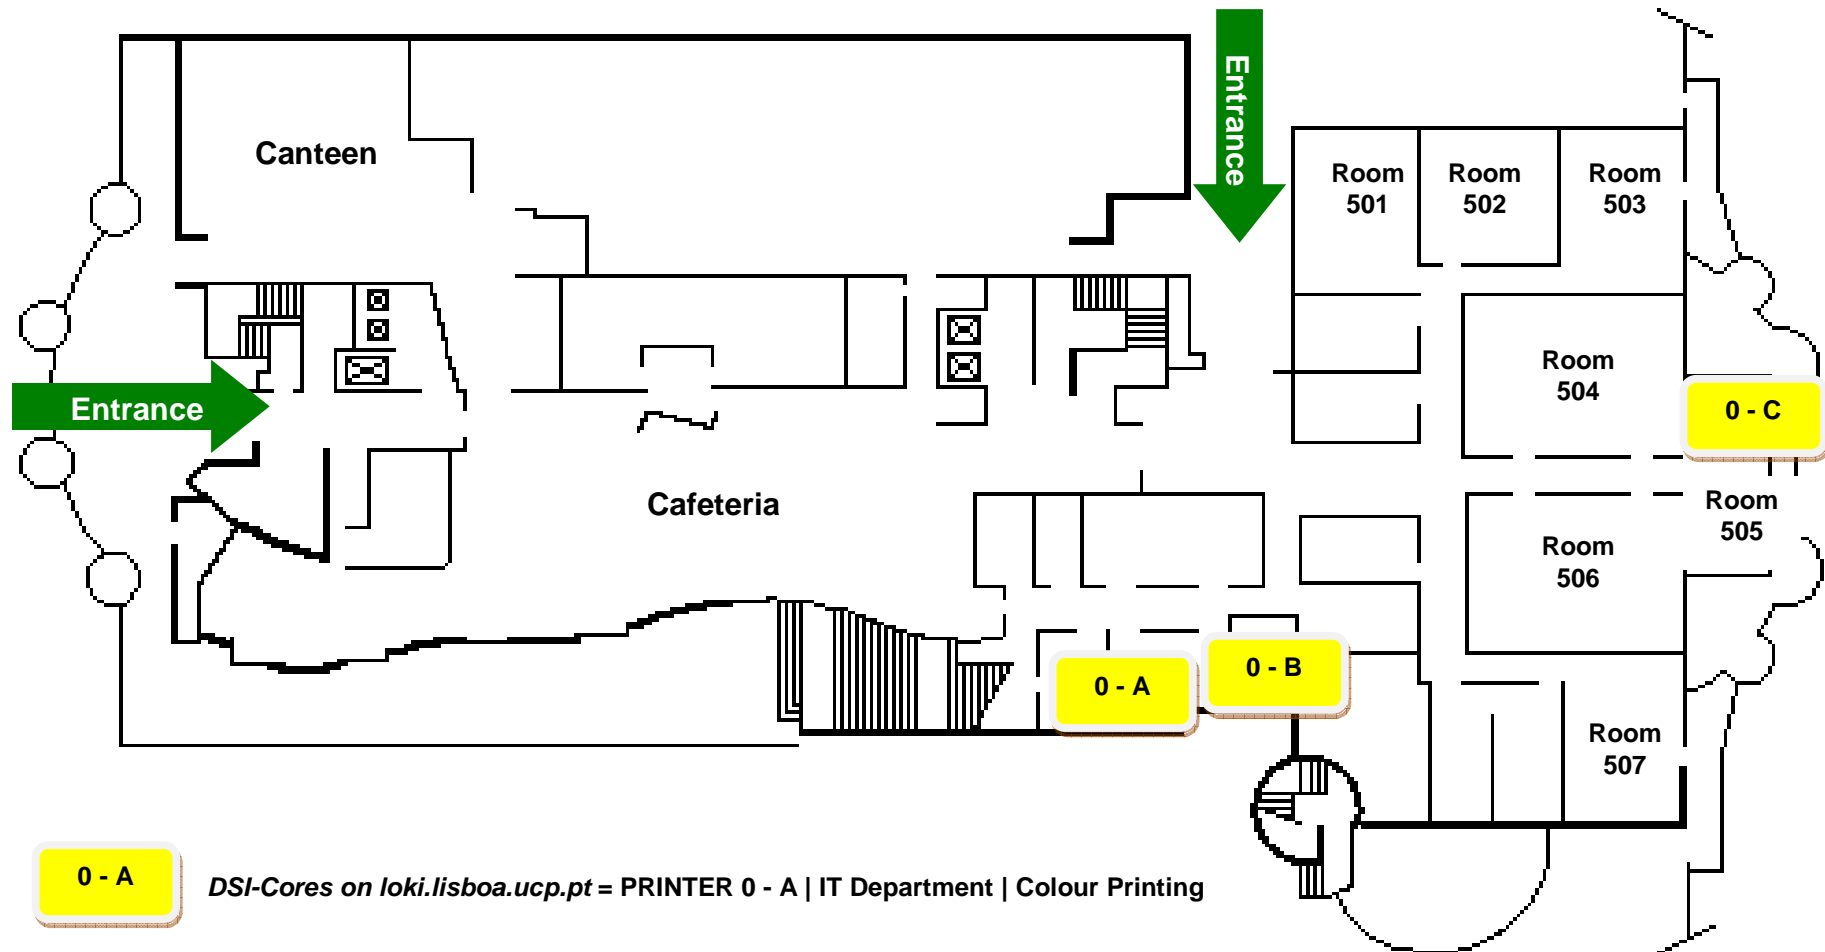 Entrance
Canteen
Room
501
Room
502
Room
503
Room
504
0 - C
Entrance
Cafeteria
Room
505
Room
506
0 - B
0 - A
Room
507
0 - A
DSI-Cores on loki.lisboa.ucp.pt = PRINTER 0 - A | IT Department | Colour Printing